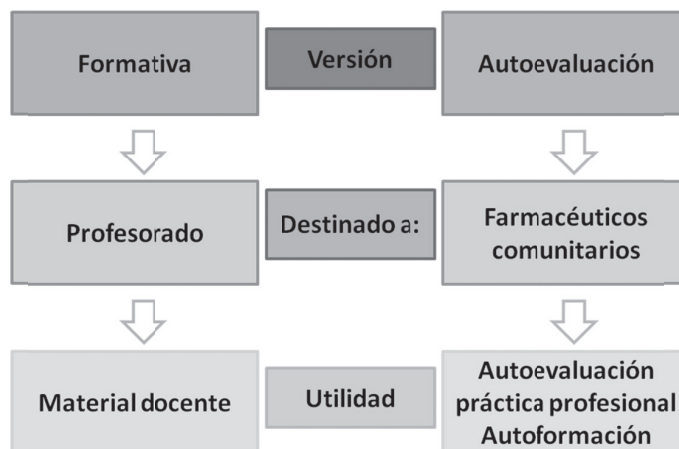 Formativa
Versión
Autoevaluación
Profesorado
Destinado a:
Farmacéuticos
comunitarios
Material docente
Utilidad
Autoevaluación
práctica profesional
Autoformación